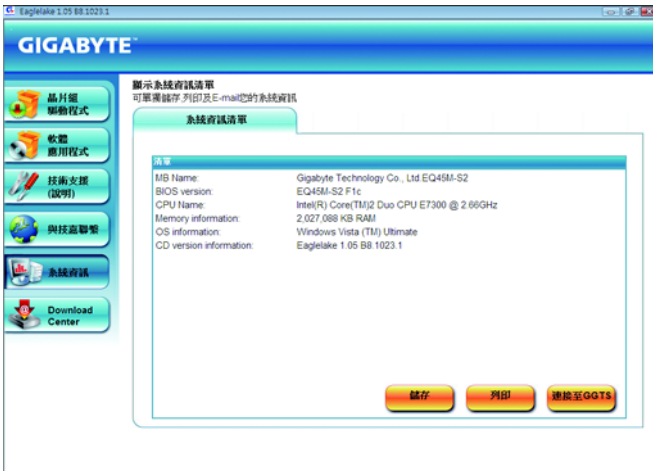 Eaglelake 1.05 B8.1023.1
GIGABYTE™
晶片組
驅動程式
軟體
應用程式
技術支援
(說明)
與技嘉聯繫
系統資訊
Download
Center
顯示系統資訊清單
可單獨儲存,列印及E-mail您的系統資訊
系統資訊清單
清單
MB Name: Gigabyte Technology Co., Ltd.EQ45M-S2
BIOS version: EQ45M-S2 F1c
CPU Name: Intel(R) Core(TM)2 Duo CPU E7300 @ 2.66GHz
Memory information: 2,027,088 KB RAM
OS information: Windows Vista (TM) Ultimate
CD version information: Eaglelake 1.05 B8.1023.1
儲存 列印 連接至GGTS